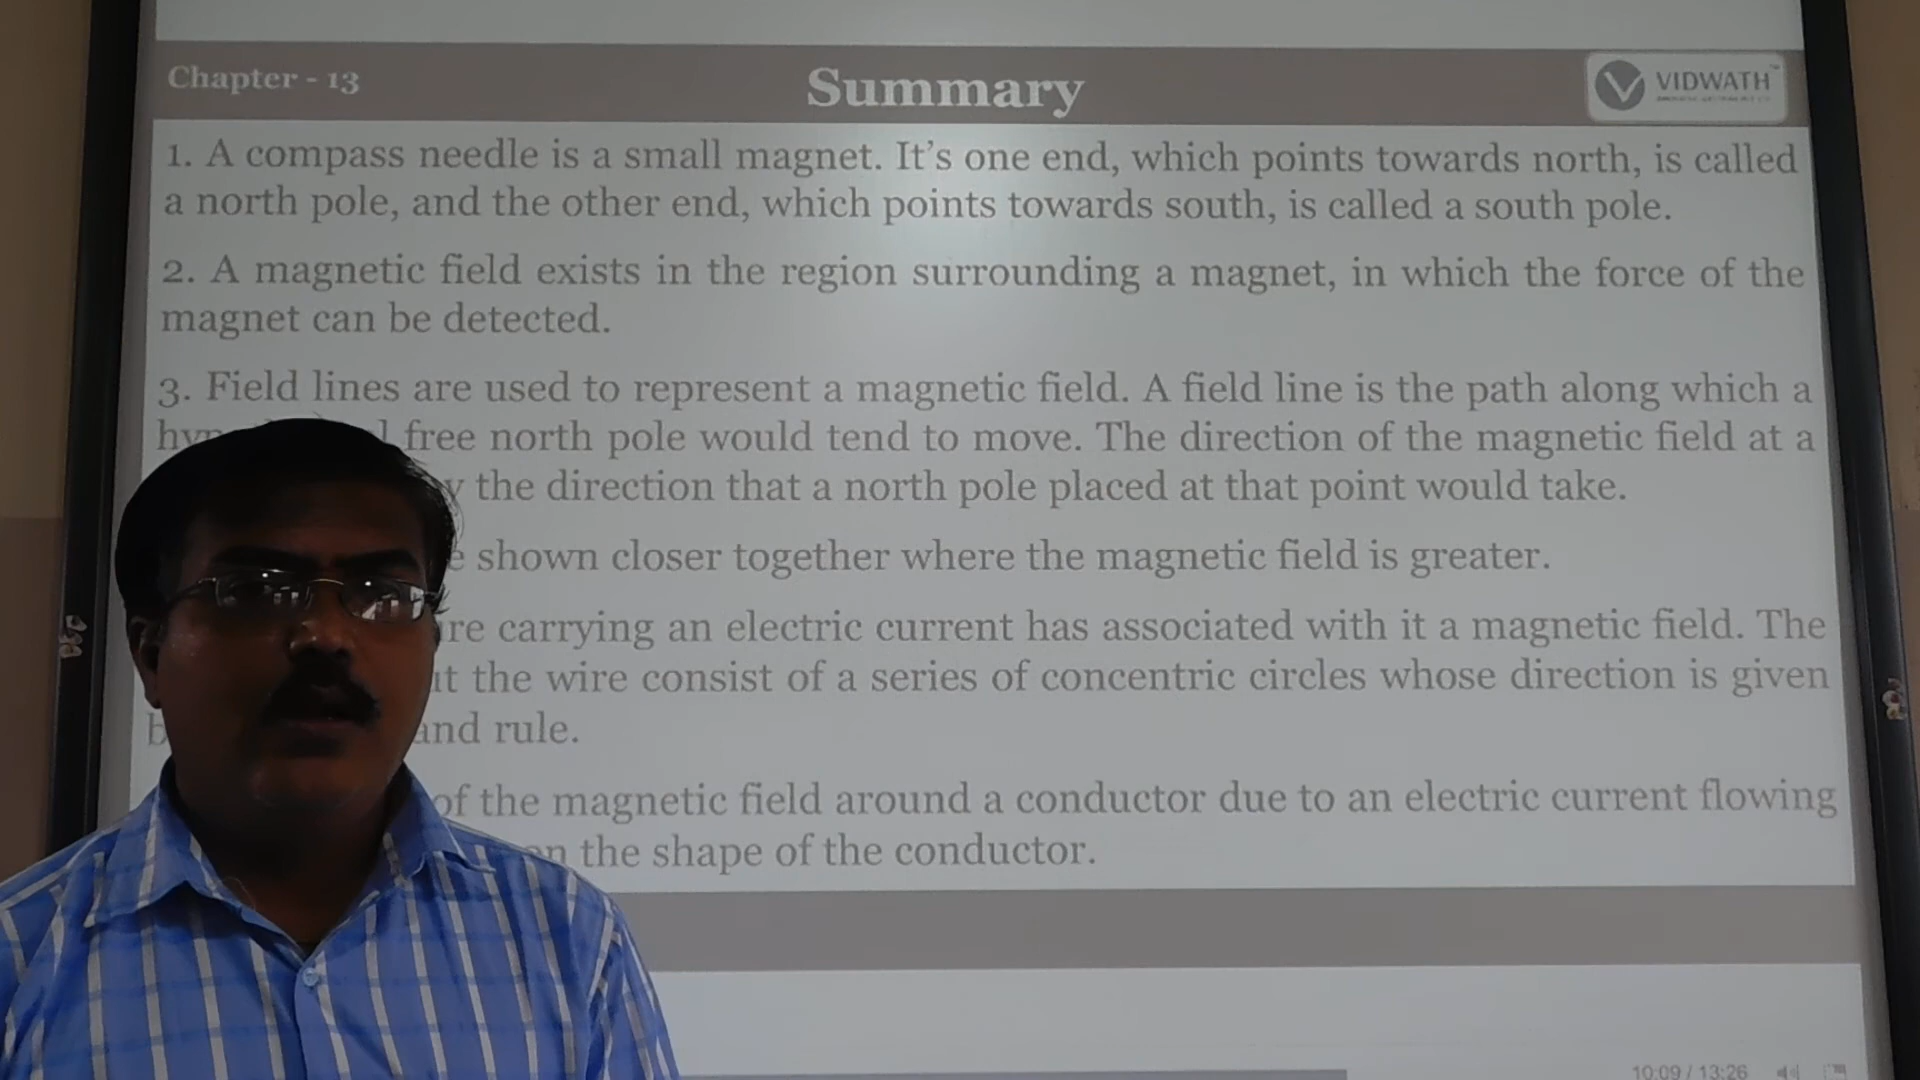 Chapter - 13
Summary
VIDWATH
1. A compass needle is a small magnet. It's one end, which points towards north, is called
a north pole, and the other end, which points towards south, is called a south pole.
2. A magnetic field exists in the region surrounding a magnet, in which the force of the
magnet can be detected.
3. Field lines are used to represent a magnetic field. A field line is the path along which a
free north pole would tend to move. The direction of the magnetic field at a
the direction that a north pole placed at that point would take.
shown closer together where the magnetic field is greater.
carrying an electric current has associated with it a magnetic field. The
the wire consist of a series of concentric circles whose direction is given
rule.
of the magnetic field around a conductor due to an electric current flowing
the shape of the conductor.
10:09 / 13:26